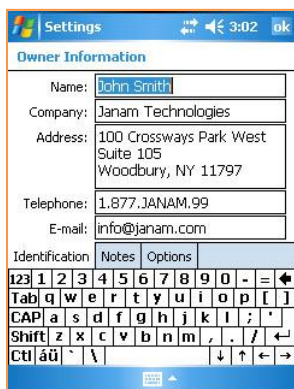 Settings 3:02 ok
Owner Information
Name: John Smith
Company: Janam Technologies
Address: 100 Crossways Park West
Suite 105
Woodbury, NY 11797
Telephone: 1.877.JANAM.99
E-mail: info@janam.com
Identification Notes Options
123 1 2 3 4 5 6 7 8 9 0 - =
Tab q w e r t y u i o p [ ]
CAP a s d f g h j k l ; '
Shift z x c v b n m , . /
Ctl áü ` \